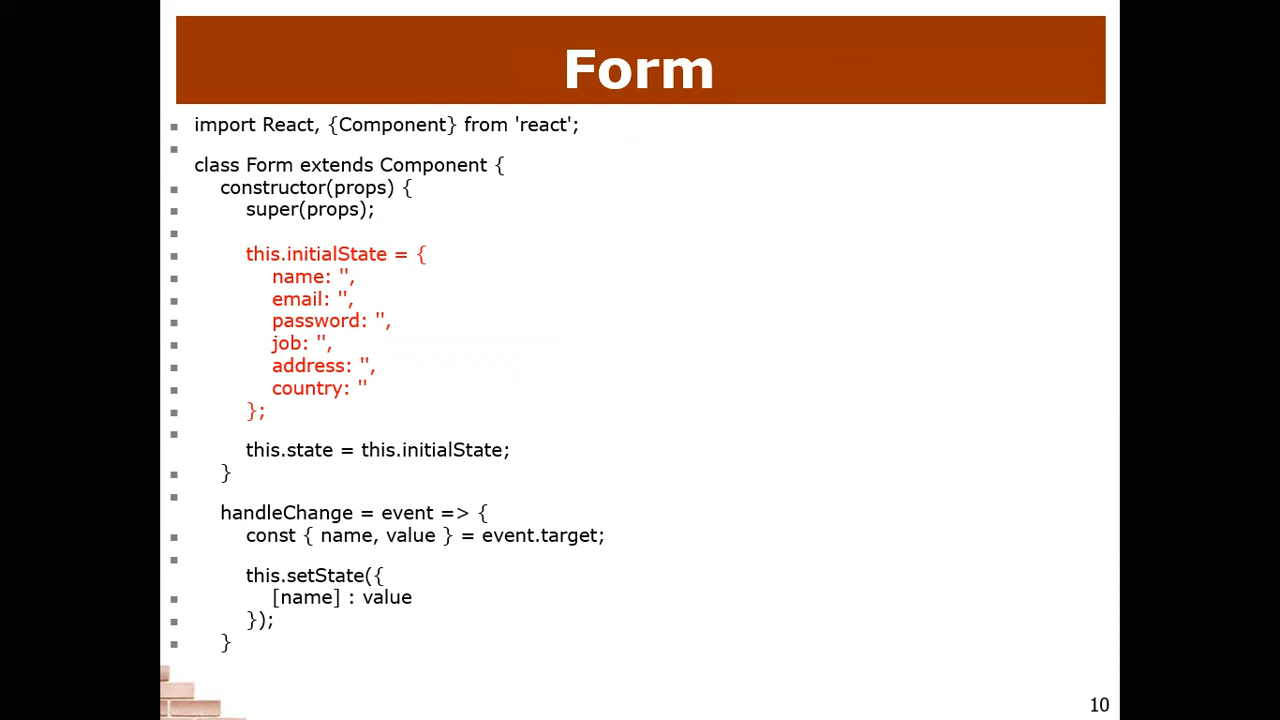 Form
import React, {Component} from 'react';
class Form extends Component {
constructor(props) {
super(props);
this.initialState = {
name: '',
email: '',
password: '',
job: '',
address: '',
country: ''
};
this.state = this.initialState;
}
handleChange = event => {
const { name, value } = event.target;
this.setState({
[name] : value
});
}
10